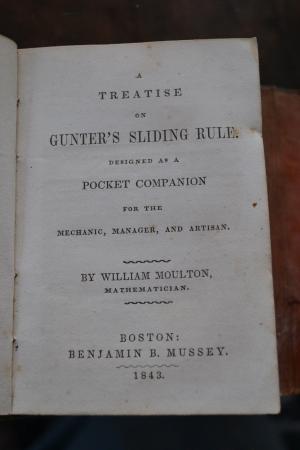 A
TREATISE
ON
GUNTER'S SLIDING RULE.
DESIGNED AS A
POCKET COMPANION
FOR THE
MECHANIC, MANAGER, AND ARTISAN.
BY WILLIAM MOULTON,
MATHEMATICIAN.
BOSTON:
BENJAMIN B. MUSSEY.
1843.